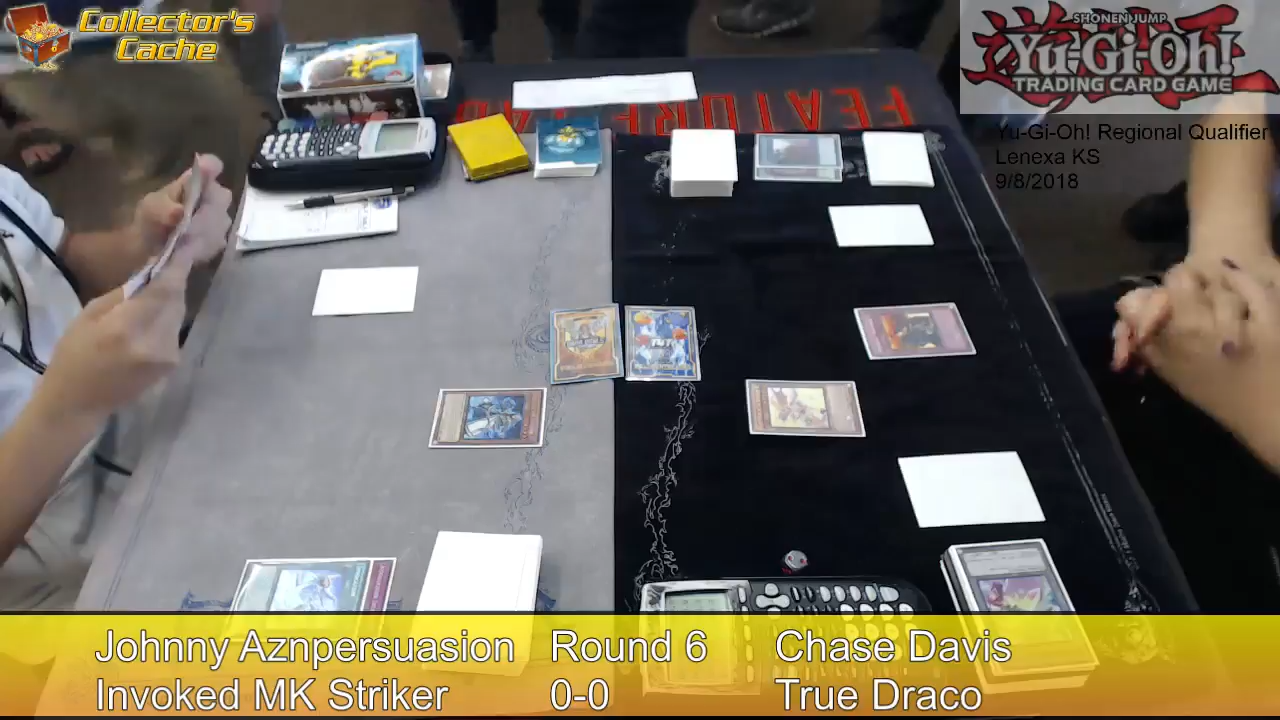 Collector's
Cache
SHONEN JUMP
Yu-Gi-Oh!
TRADING CARD GAME
Yu-Gi-Oh! Regional Qualifier
Lenexa KS
9/8/2018
FEATURE
Johnny Aznpersuasion Round 6 Chase Davis
Invoked MK Striker 0-0 True Draco